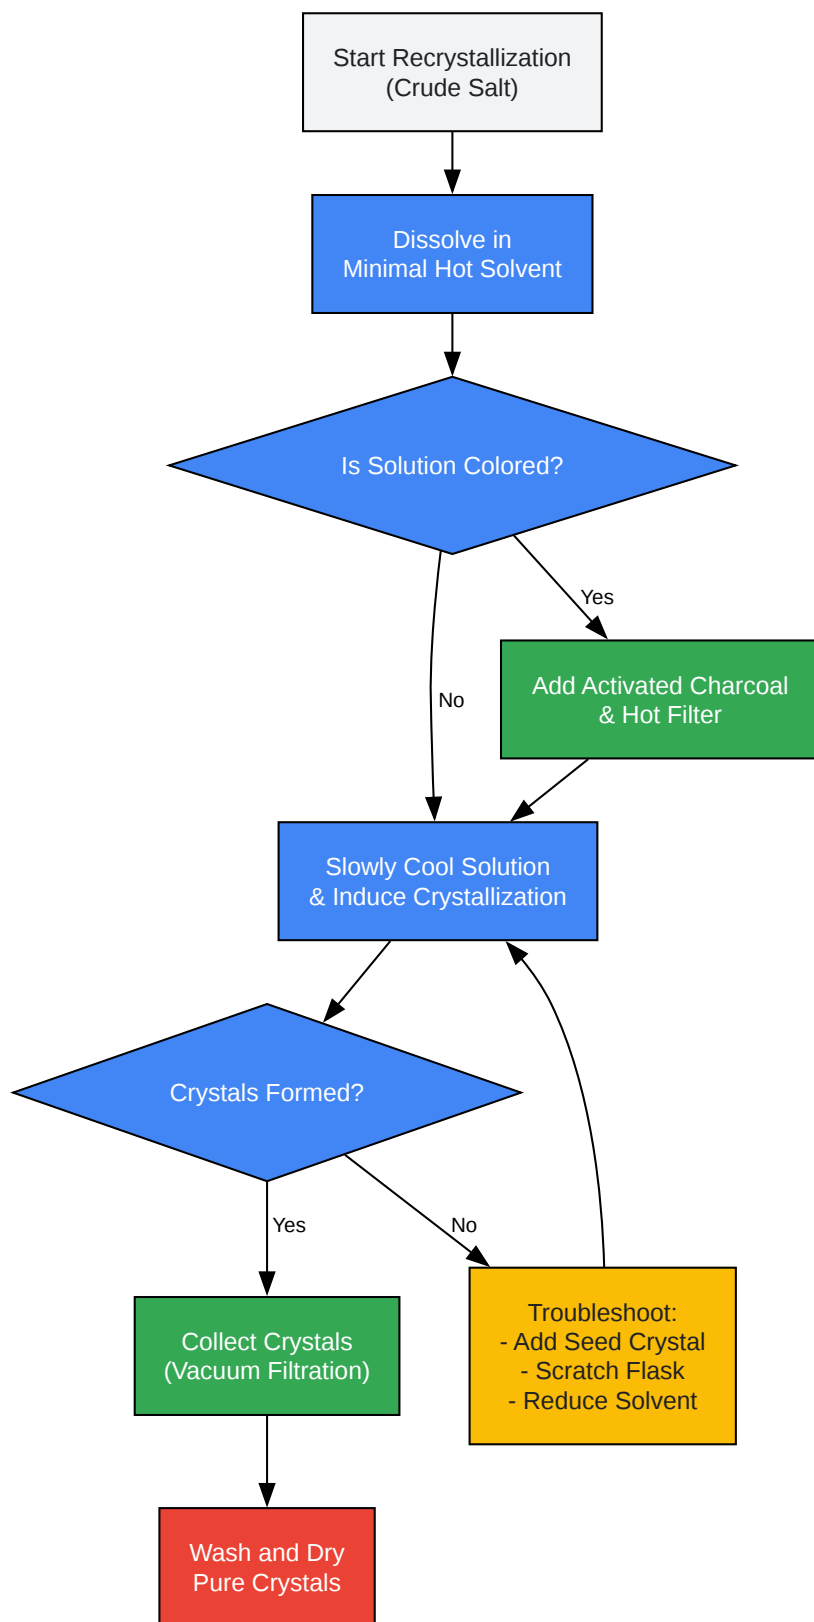 Start Recrystallization
(Crude Salt)
Dissolve in
Minimal Hot Solvent
Is Solution Colored?
Yes
Add Activated Charcoal
& Hot Filter
No
Slowly Cool Solution
& Induce Crystallization
Crystals Formed?
Yes
No
Collect Crystals
(Vacuum Filtration)
Troubleshoot:
- Add Seed Crystal
- Scratch Flask
- Reduce Solvent
Wash and Dry
Pure Crystals